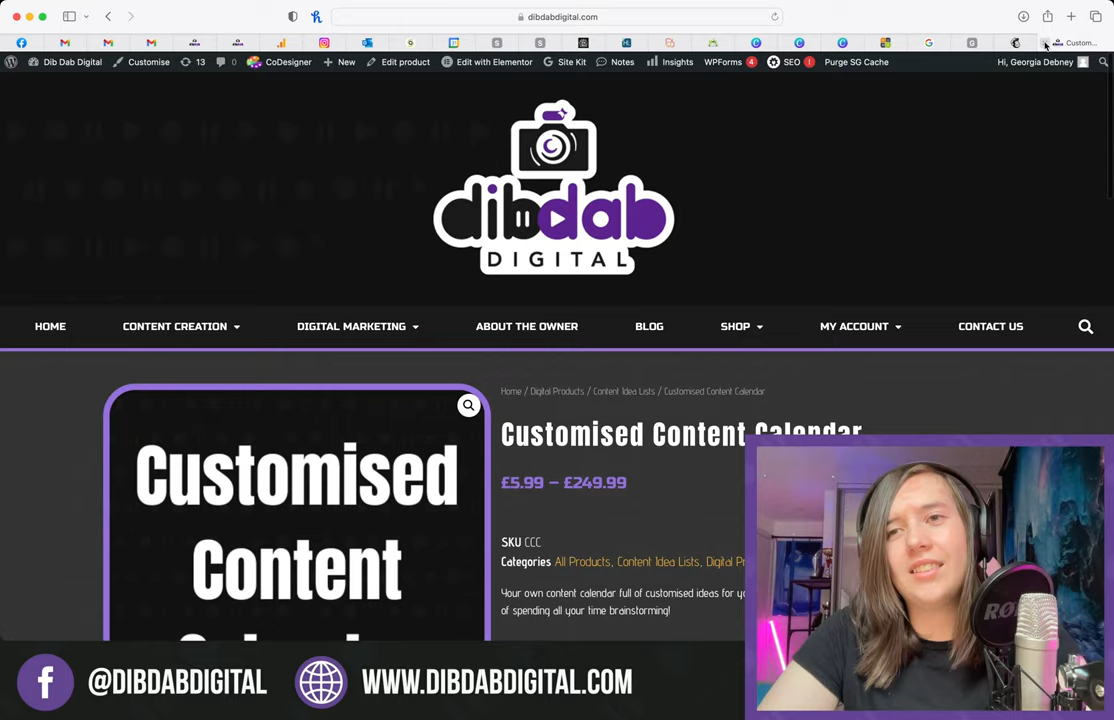 dibdabdigital.com
Custom...
Dib Dab Digital
Customise
13
0
CoDesigner
New
Edit product
Edit with Elementor
Site Kit
Notes
Insights
WPForms 4
SEO !
Purge SG Cache
Hi, Georgia Debney
dibdab
DIGITAL
HOME
CONTENT CREATION
DIGITAL MARKETING
ABOUT THE OWNER
BLOG
SHOP
MY ACCOUNT
CONTACT US
Home / Digital Products / Content Idea Lists / Customised Content Calendar
Customised Content Calendar
£5.99 – £249.99
SKU CCC
Categories All Products, Content Idea Lists, Digital Pr
Your own content calendar full of customised ideas for yo
of spending all your time brainstorming!
Customised
Content
RØ
@DIBDABDIGITAL
WWW.DIBDABDIGITAL.COM